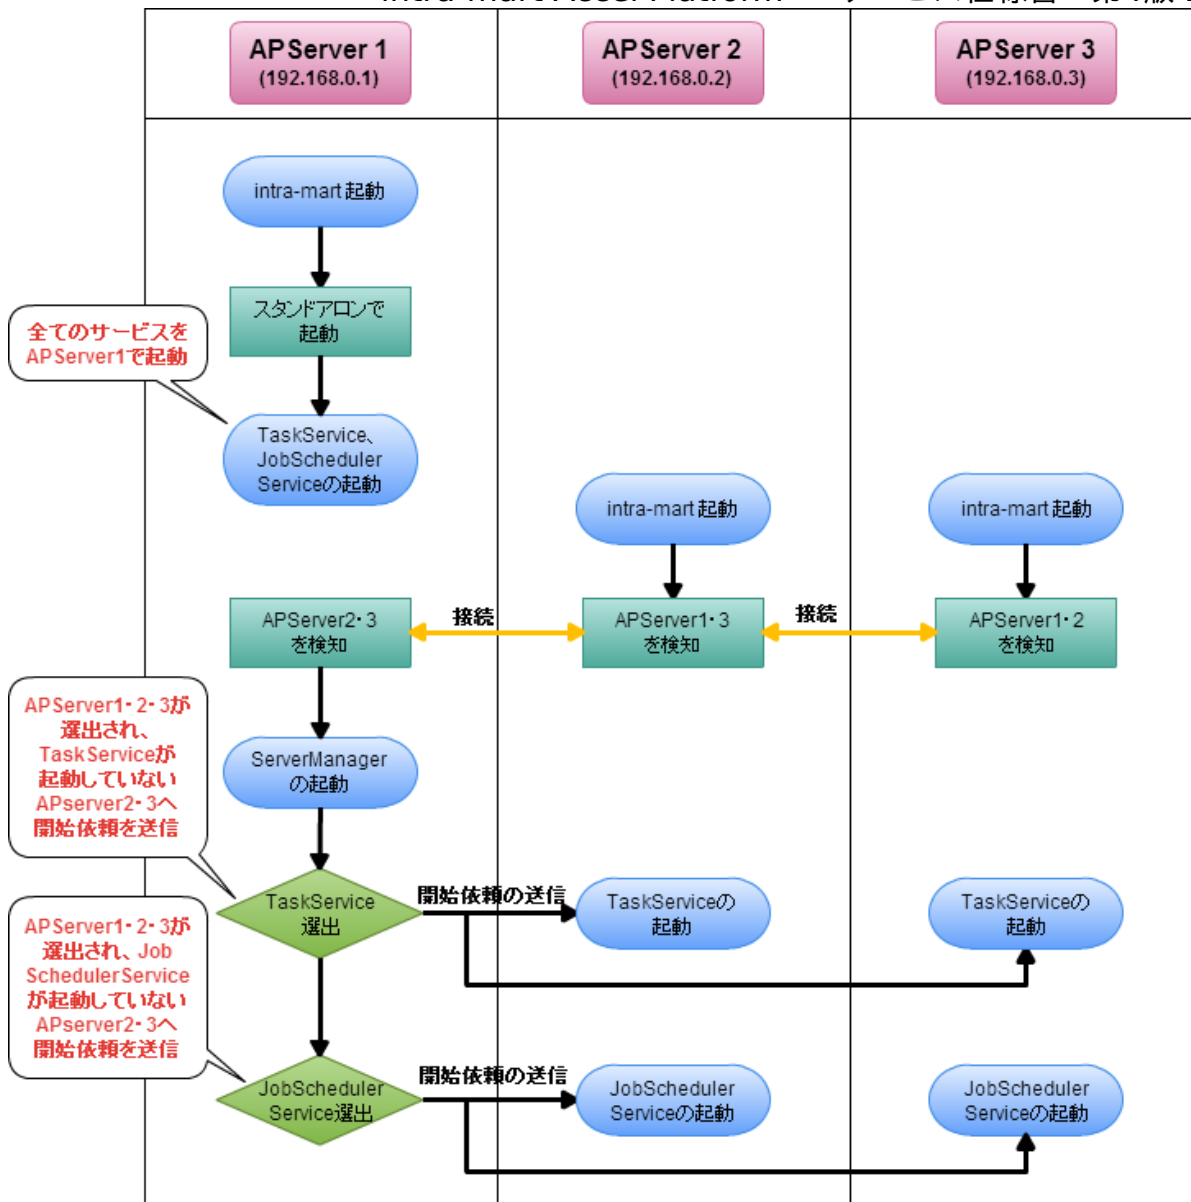 APServer 1
(192.168.0.1)
APServer 2
(192.168.0.2)
APServer 3
(192.168.0.3)
intra-mart 起動
スタンドアロンで
起動
全てのサービスを
APServer1で起動
TaskService、
JobScheduler
Serviceの起動
intra-mart 起動
intra-mart 起動
APServer2・3
を検知
接続
APServer1・3
を検知
接続
APServer1・2
を検知
APServer1・2・3が
選出され、
TaskServiceが
起動していない
APserver2・3へ
開始依頼を送信
ServerManager
の起動
TaskService
選出
開始依頼の送信
TaskServiceの
起動
TaskServiceの
起動
APServer1・2・3が
選出され、Job
SchedulerService
が起動していない
APserver2・3へ
開始依頼を送信
JobScheduler
Service選出
開始依頼の送信
JobScheduler
Serviceの起動
JobScheduler
Serviceの起動